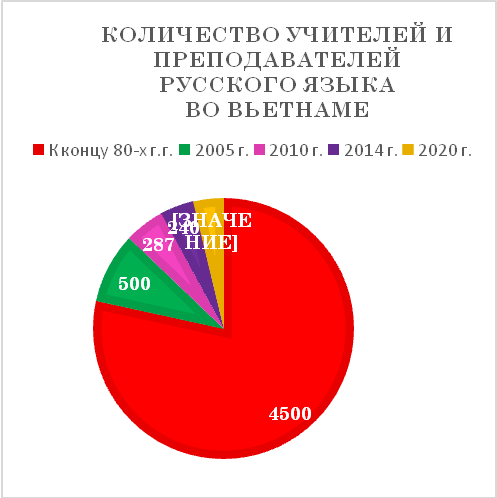 КОЛИЧЕСТВО УЧИТЕЛЕЙ И
ПРЕПОДАВАТЕЛЕЙ
РУССКОГО ЯЗЫКА
ВО ВЬЕТНАМЕ
К концу 80-х г.г. 2005 г. 2010 г. 2014 г. 2020 г.
[ЗНАЧЕ
НИЕ]
240
287
500
4500